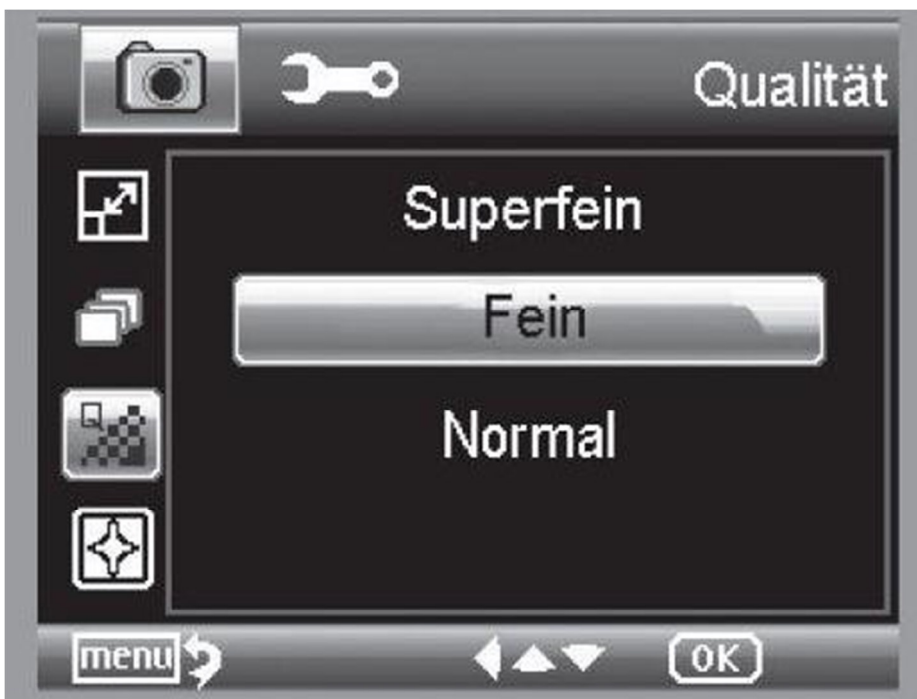 Qualität
Superfein
Fein
Q
Normal
menu
OK